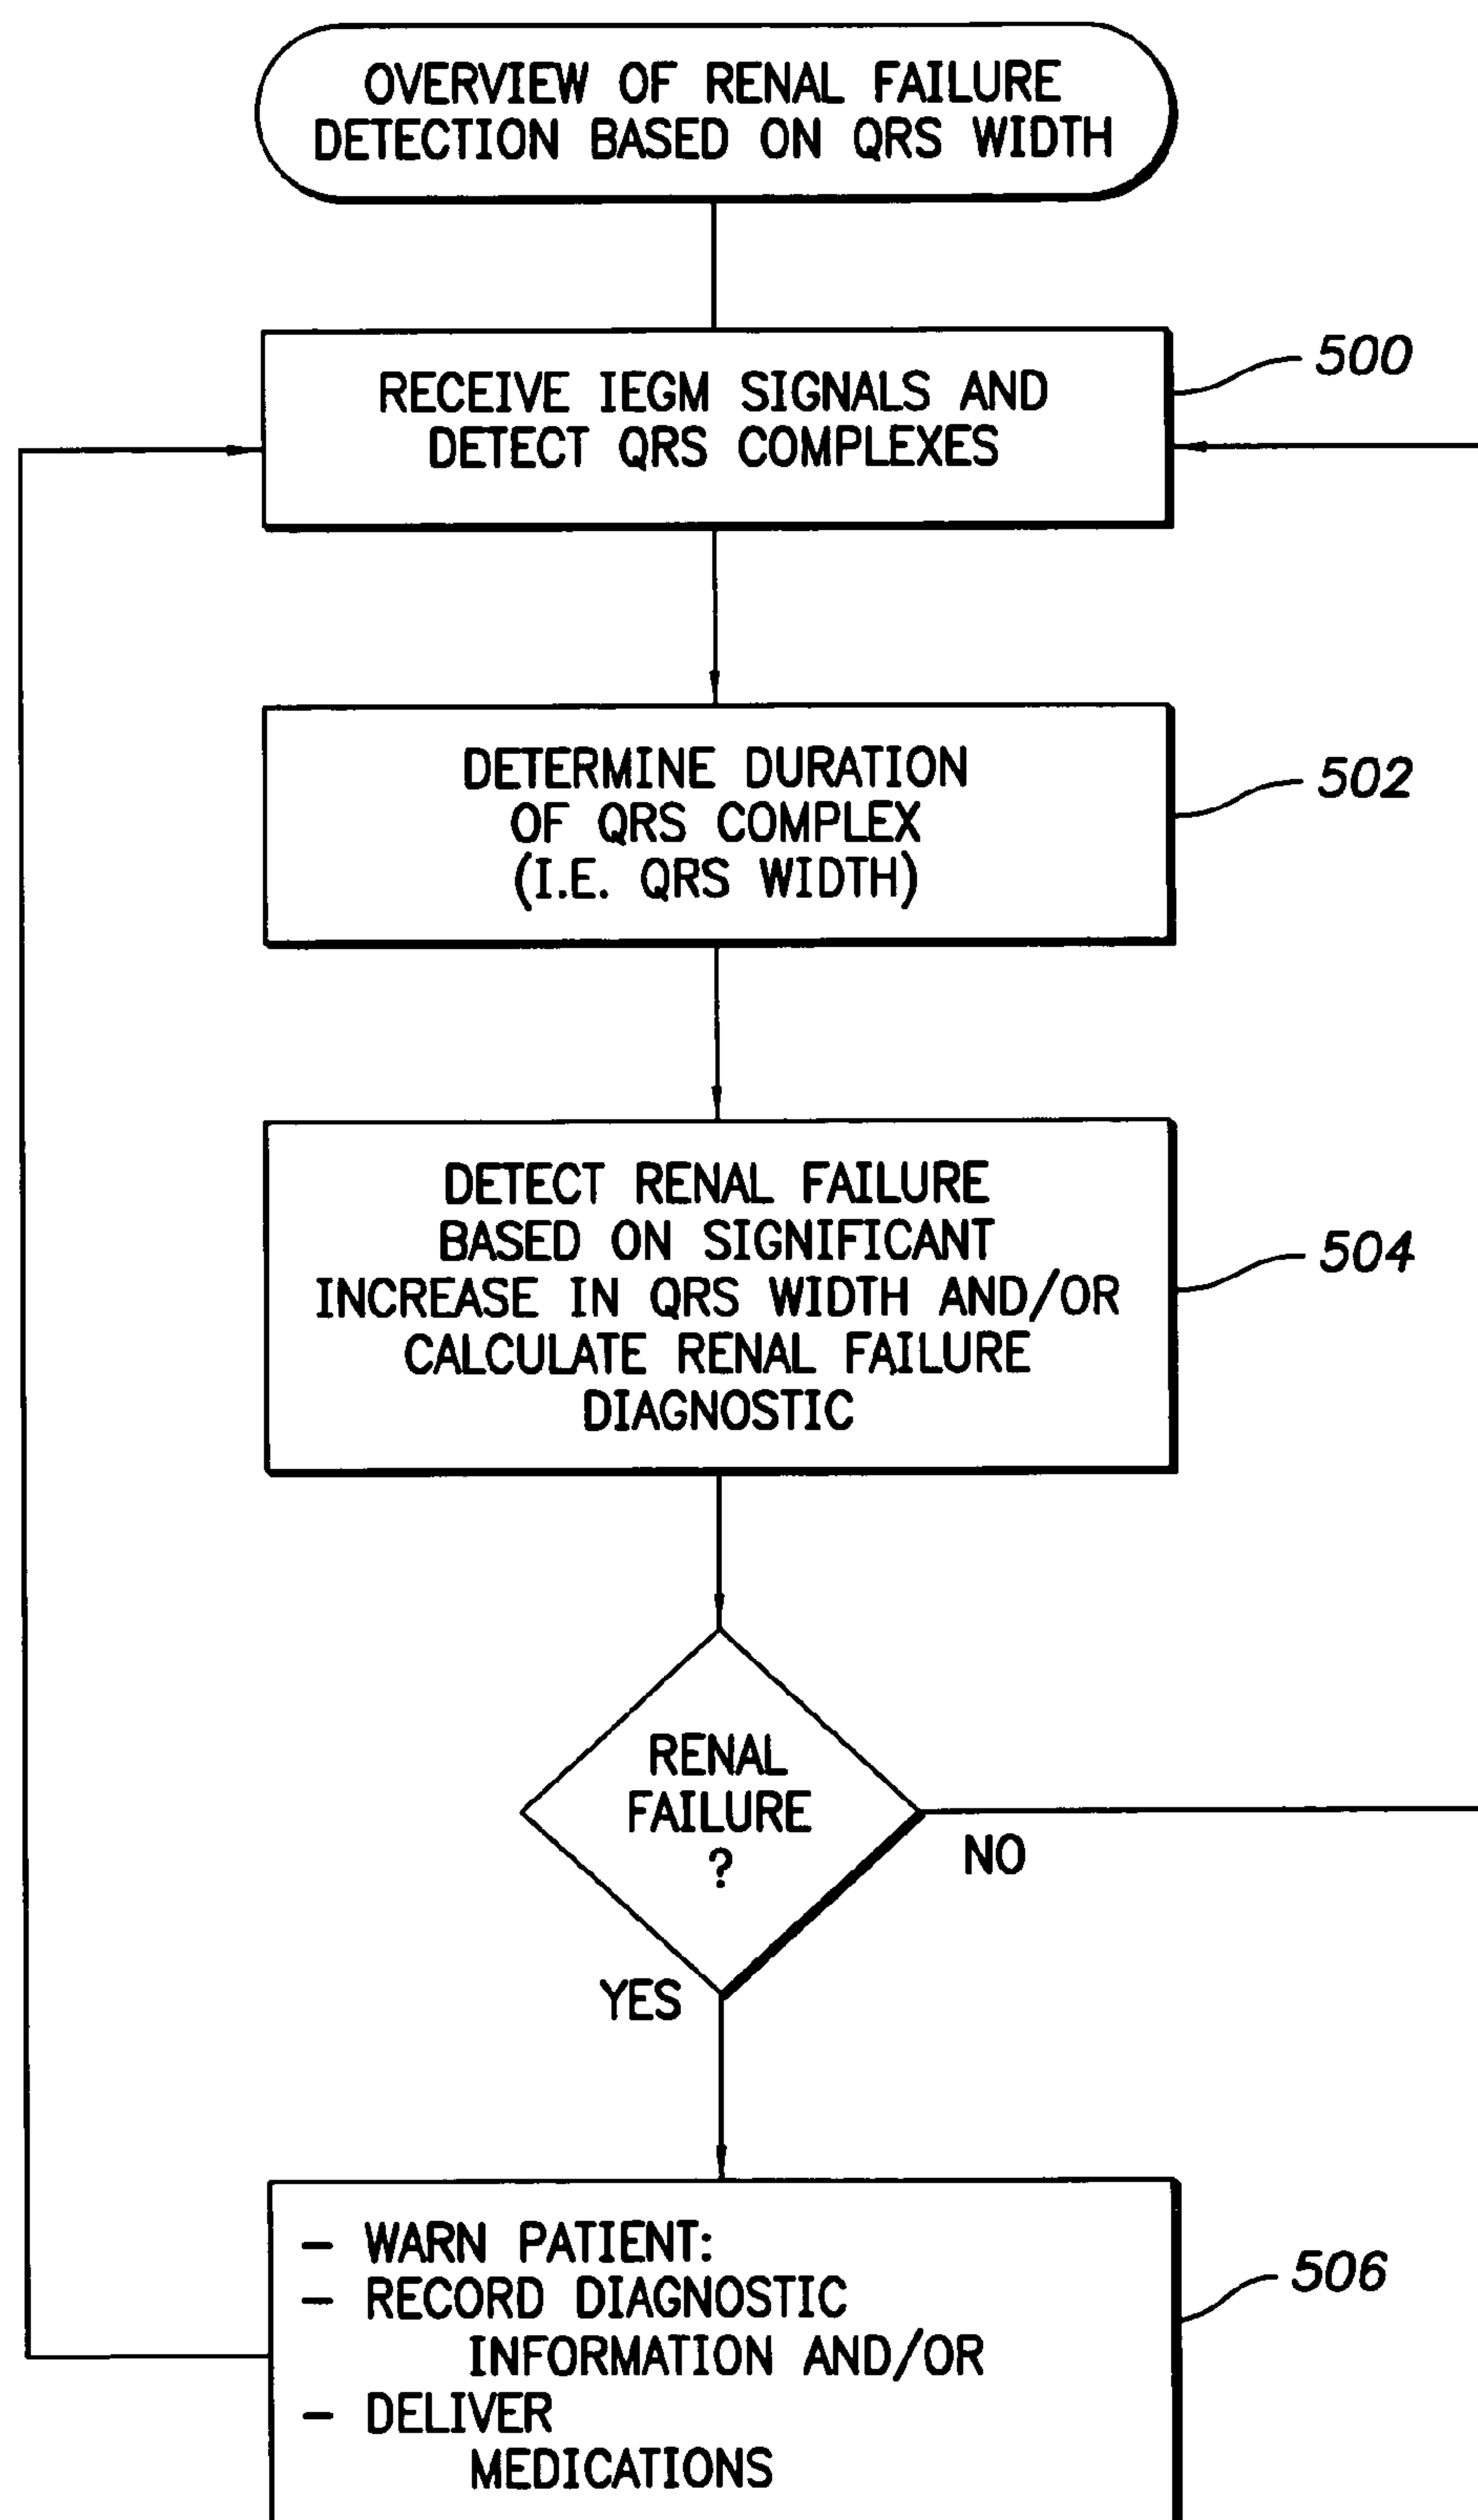 OVERVIEW OF RENAL FAILURE
DETECTION BASED ON QRS WIDTH
RECEIVE IEGM SIGNALS AND
DETECT QRS COMPLEXES
500
DETERMINE DURATION
OF QRS COMPLEX
(I.E. QRS WIDTH)
502
DETECT RENAL FAILURE
BASED ON SIGNIFICANT
INCREASE IN QRS WIDTH AND/OR
CALCULATE RENAL FAILURE
DIAGNOSTIC
504
RENAL
FAILURE
?
NO
YES
- WARN PATIENT:
- RECORD DIAGNOSTIC
INFORMATION AND/OR
- DELIVER
MEDICATIONS
506